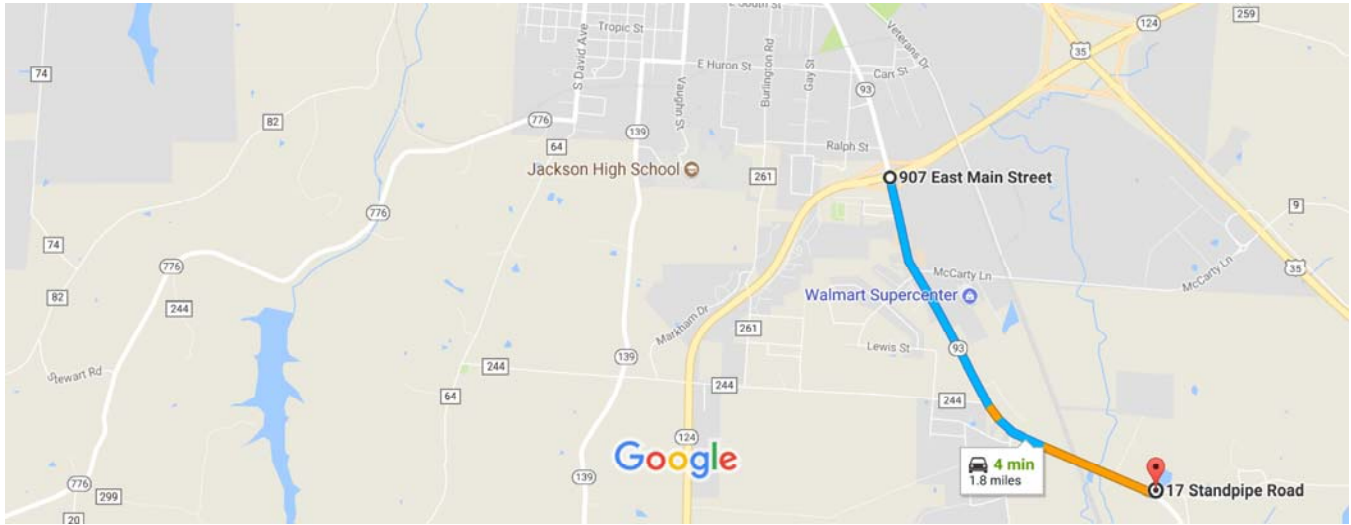 E South St
124
259
Tropic St
S David Ave
Veterans Dr
35
74
E Huron St
Vaughn St
Burlington Rd
Gay St
Cart St
93
82
776
139
64
Ralph St
Jackson High School
261
907 East Main Street
776
9
74
776
McCarty Ln
McCarty Ln
35
82
244
Walmart Supercenter
Markham Dr
261
Lewis St
93
139
244
Stewart Rd
244
64
244
124
Google
4 min
1.8 miles
139
776
299
17 Standpipe Road
20